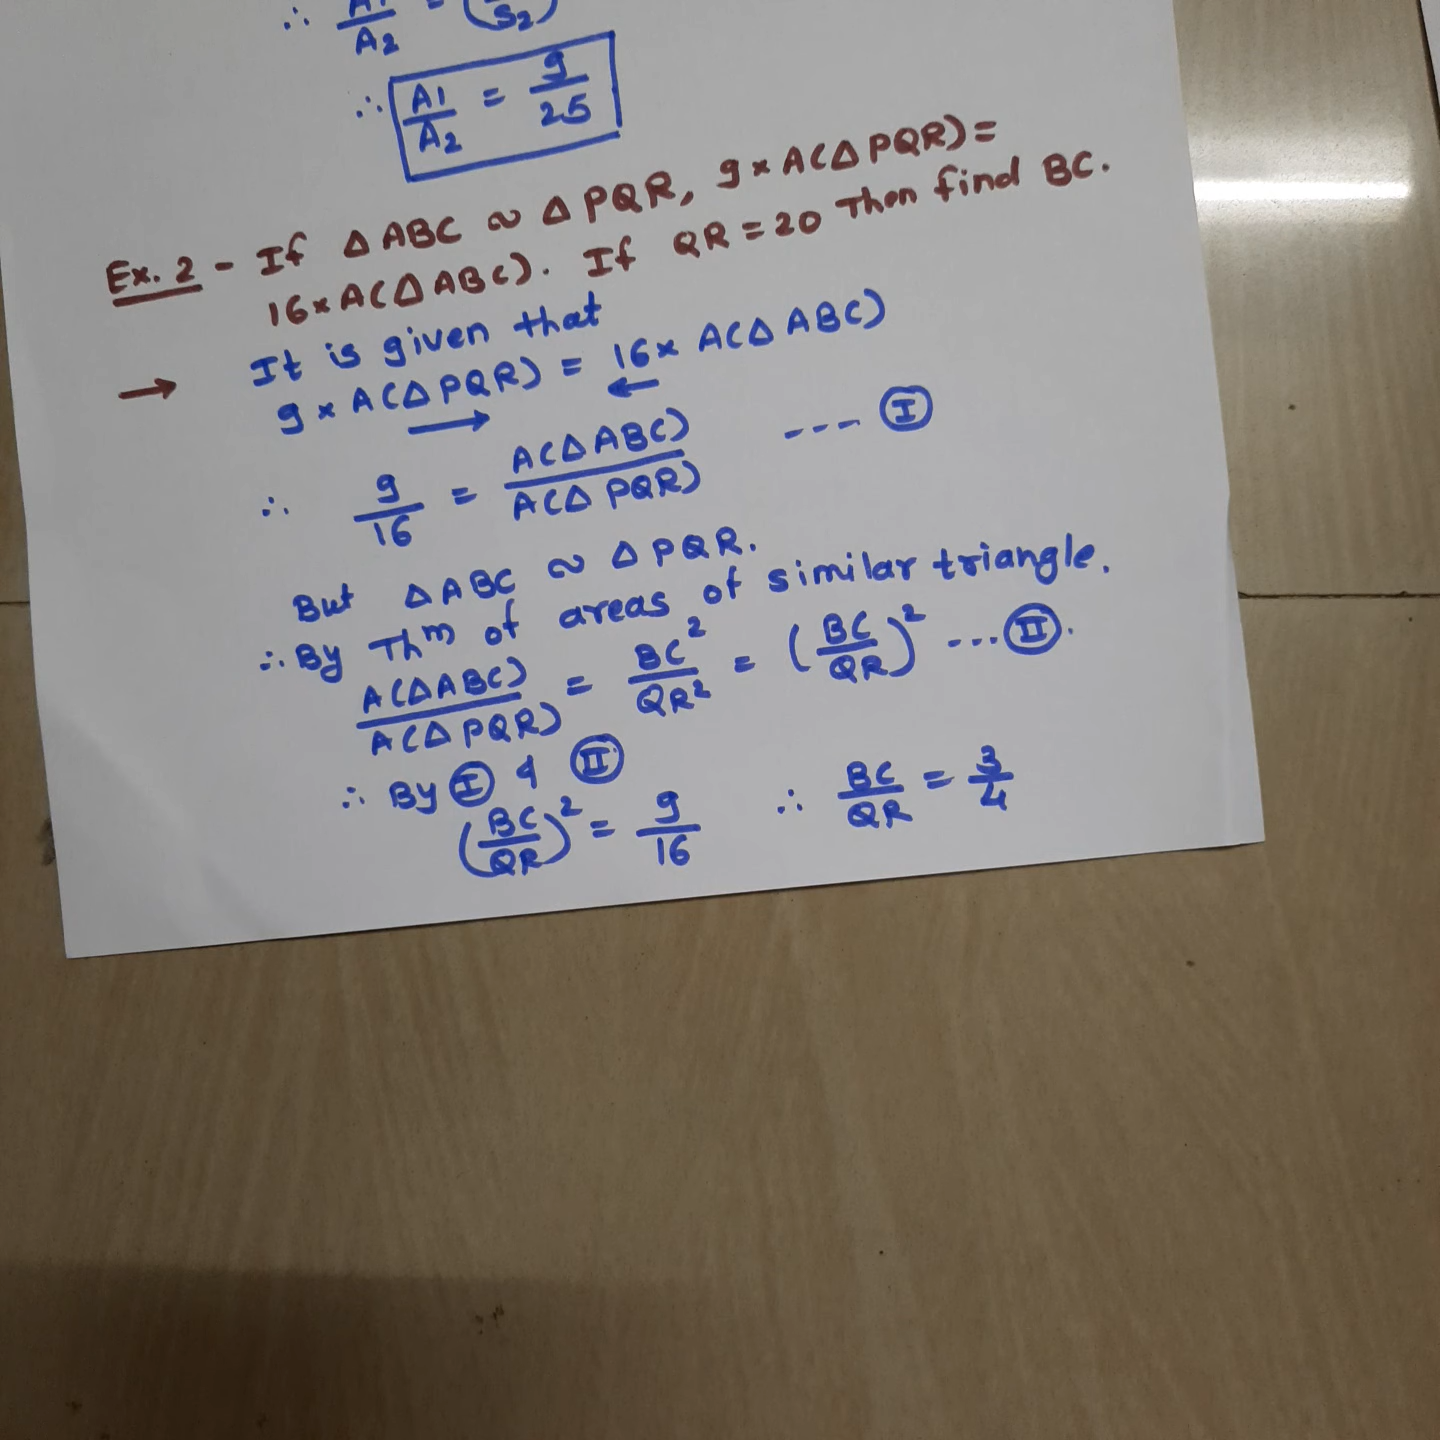 ∴ A1/A2 = ( /S2)
∴ A1/A2 = 9/25
Ex. 2 - If △ABC ~ △PQR, 9×A(△PQR)=
16×A(△ABC). If QR=20 Then find BC.
→ It is given that
9×A(△PQR) = 16× A(△ABC)
∴ 9/16 = A(△ABC)/A(△PQR) ---- Ⅰ
But △ABC ~ △PQR.
∴ By Thm of areas of similar triangle.
A(△ABC)/A(△PQR) = BC²/QR² = (BC/QR)² ---Ⅱ.
∴ By Ⅰ & Ⅱ
(BC/QR)² = 9/16 ∴ BC/QR = 3/4